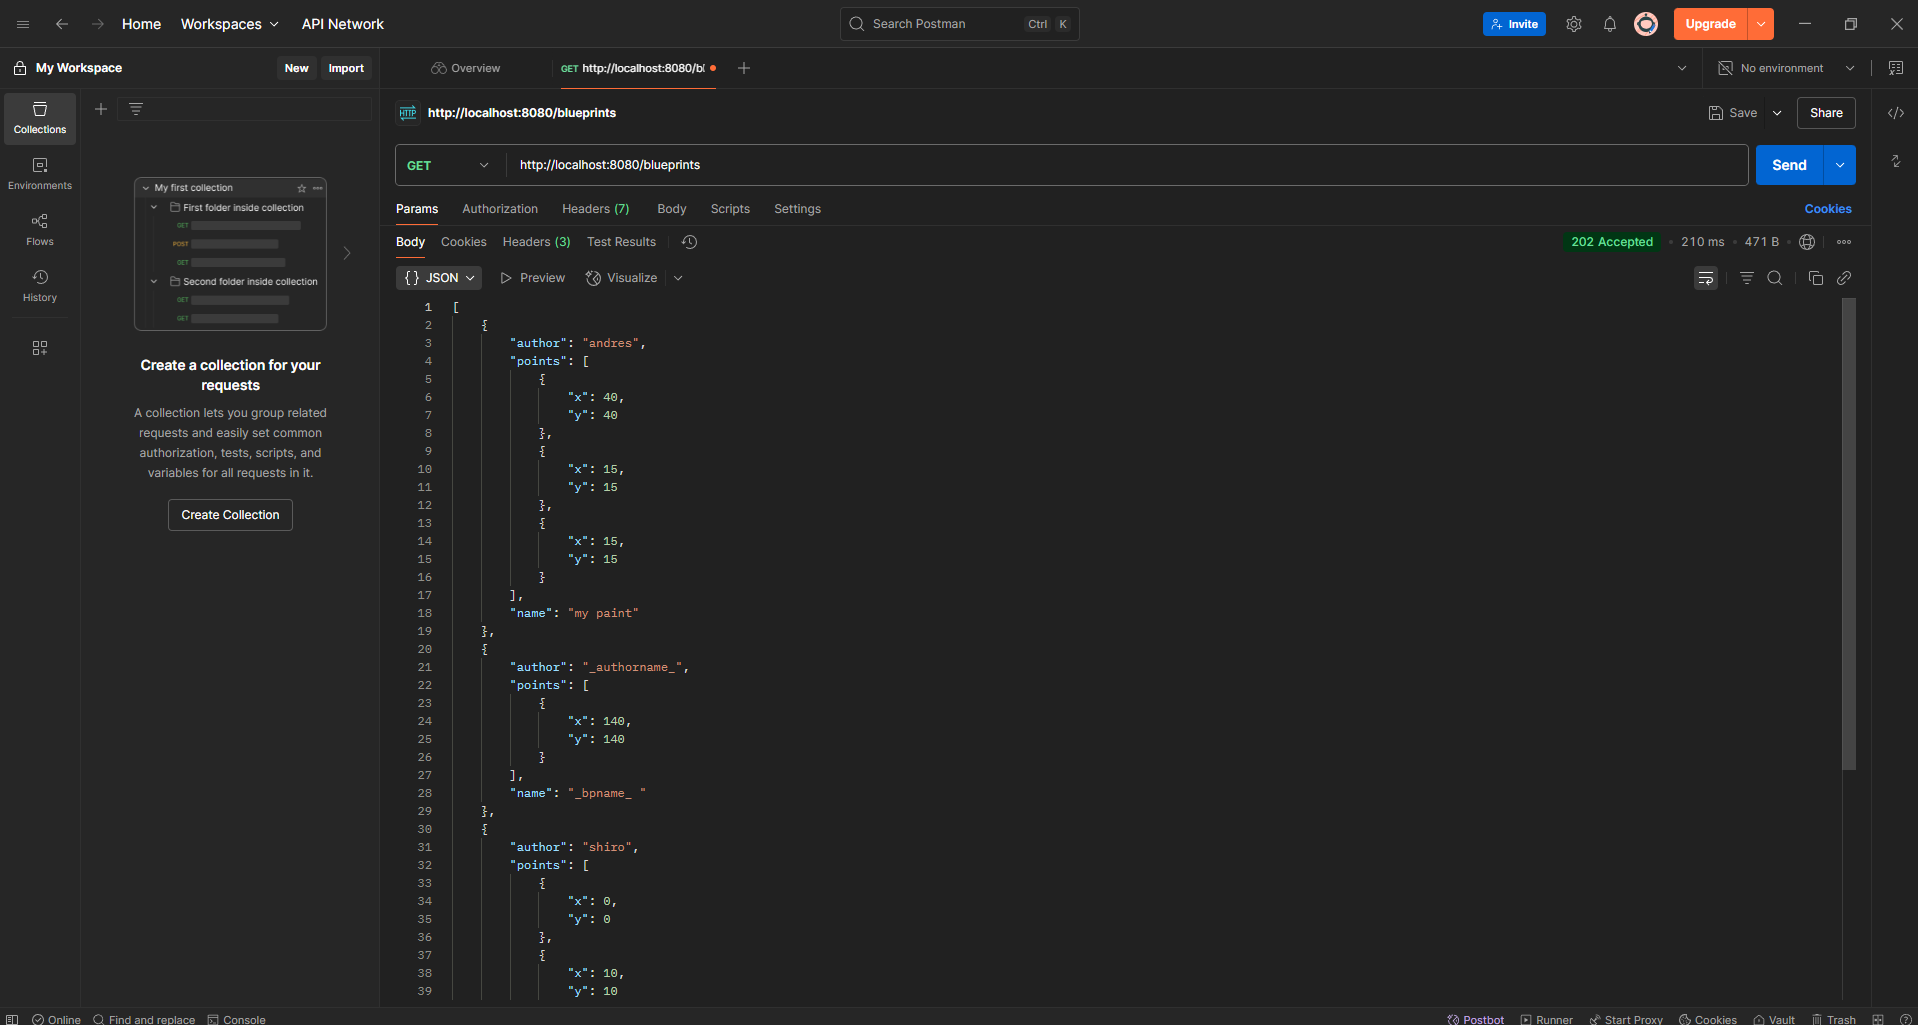 Home Workspaces API Network Search Postman Ctrl K Invite Upgrade
My Workspace New Import Overview GET http://localhost:8080/bl No environment
Collections
Environments
Flows
History
My first collection
First folder inside collection
GET
POST
GET
Second folder inside collection
GET
GET
Create a collection for your
requests
A collection lets you group related
requests and easily set common
authorization, tests, scripts, and
variables for all requests in it.
Create Collection
HTTP http://localhost:8080/blueprints Save Share
GET http://localhost:8080/blueprints Send
Params Authorization Headers (7) Body Scripts Settings Cookies
Body Cookies Headers (3) Test Results 202 Accepted 210 ms 471 B
{} JSON Preview Visualize
1 [
2 {
3 "author": "andres",
4 "points": [
5 {
6 "x": 40,
7 "y": 40
8 },
9 {
10 "x": 15,
11 "y": 15
12 },
13 {
14 "x": 15,
15 "y": 15
16 }
17 ],
18 "name": "my paint"
19 },
20 {
21 "author": "_authorname_",
22 "points": [
23 {
24 "x": 140,
25 "y": 140
26 }
27 ],
28 "name": "_bpname_ "
29 },
30 {
31 "author": "shiro",
32 "points": [
33 {
34 "x": 0,
35 "y": 0
36 },
37 {
38 "x": 10,
39 "y": 10
Online Find and replace Console Postbot Runner Start Proxy Cookies Vault Trash